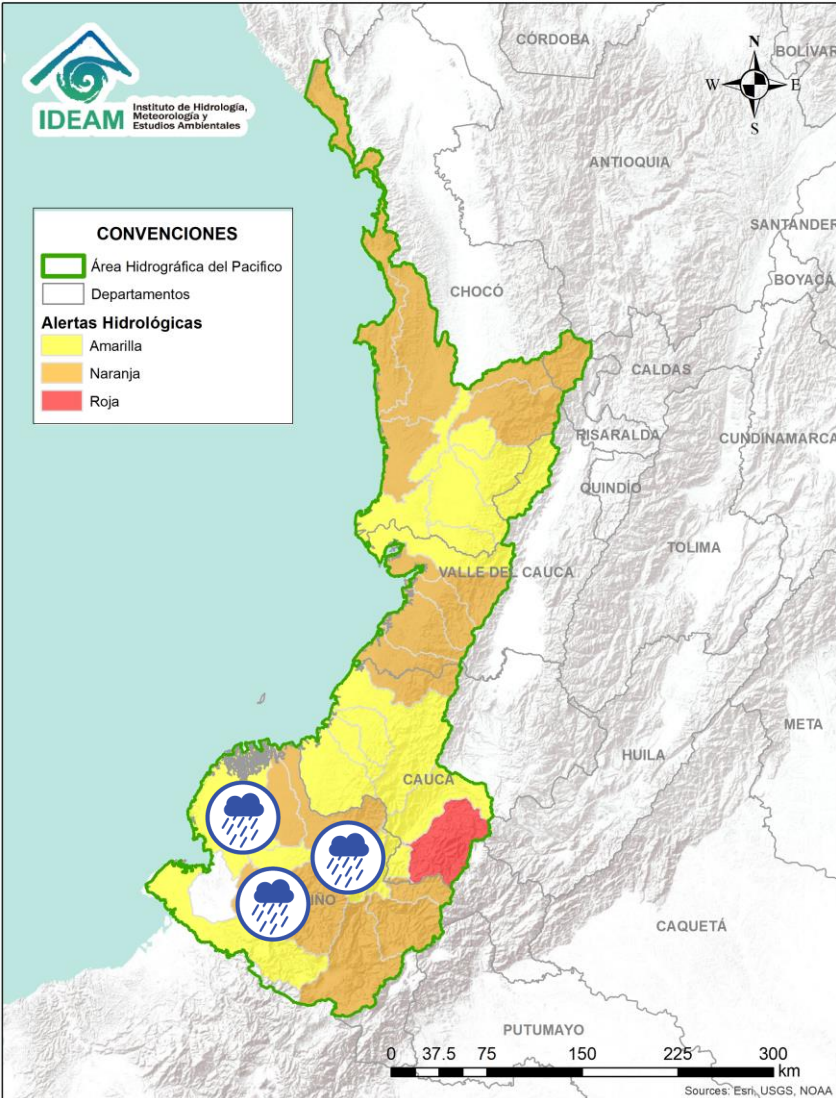 IDEAM
Instituto de Hidrología,
Meteorología y
Estudios Ambientales
CÓRDOBA
BOLÍVAR
N
W
E
S
ANTIOQUIA
SANTANDER
BOYACÁ
CONVENCIONES
Área Hidrográfica del Pacifico
Departamentos
Alertas Hidrológicas
Amarilla
Naranja
Roja
CHOCÓ
CALDAS
RISARALDA
CUNDINAMARCA
QUINDÍO
TOLIMA
VALLE DEL CAUCA
META
HUILA
CAUCA
IÑO
CAQUETÁ
PUTUMAYO
0 37.5 75 150 225 300
km
Sources: Esri, USGS, NOAA